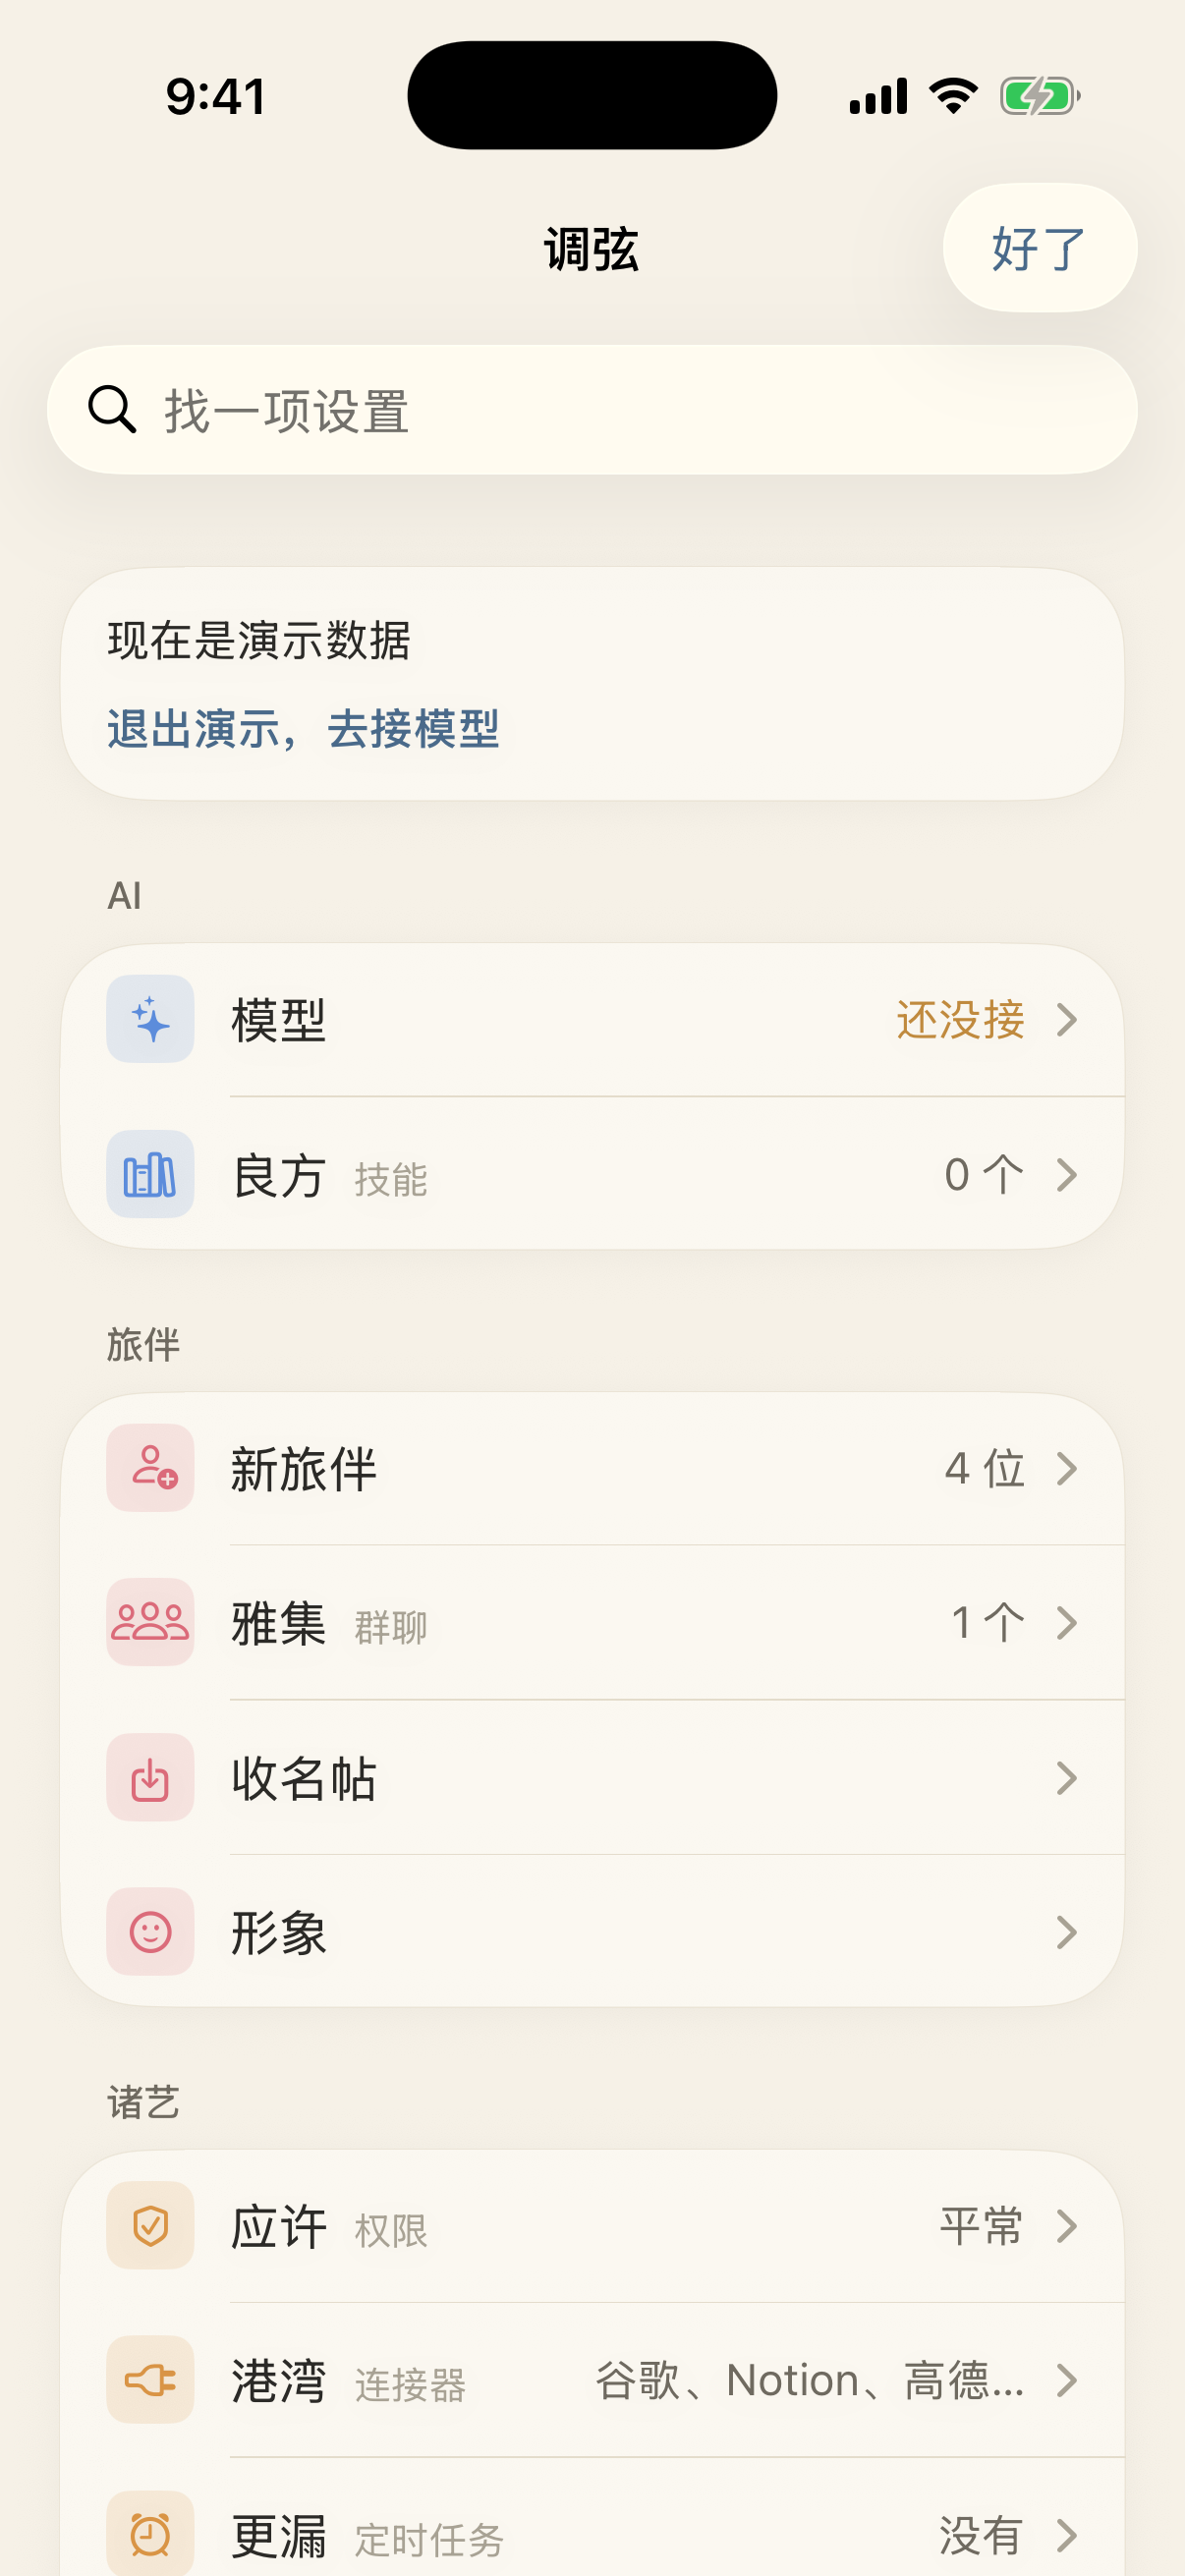 9:41
调弦
好了
找一项设置
现在是演示数据
退出演示，去接模型
AI
模型 还没接
良方 技能 0 个
旅伴
新旅伴 4 位
雅集 群聊 1 个
收名帖
形象
诸艺
应许 权限 平常
港湾 连接器 谷歌、Notion、高德...
更漏 定时任务 没有